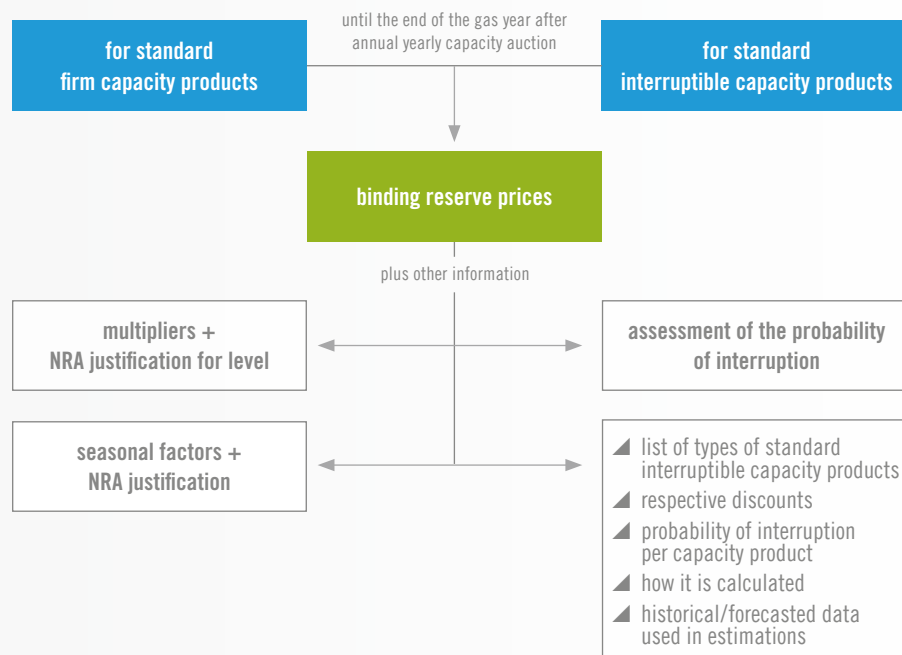 until the end of the gas year after
annual yearly capacity auction
for standard
firm capacity products
for standard
interruptible capacity products
binding reserve prices
plus other information
multipliers +
NRA justification for level
assessment of the probability
of interruption
seasonal factors +
NRA justification
list of types of standard
interruptible capacity products
respective discounts
probability of interruption
per capacity product
how it is calculated
historical/forecasted data
used in estimations